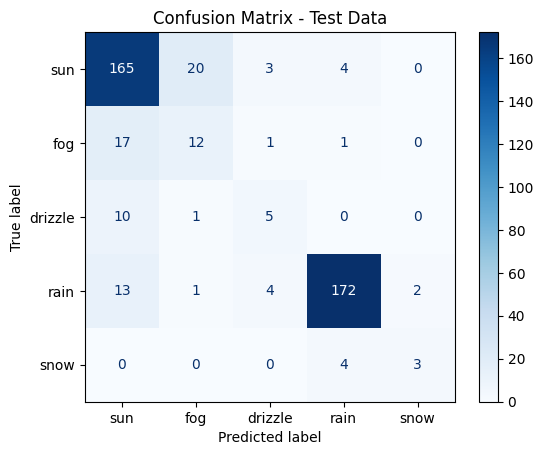 Confusion Matrix - Test Data
True label
sun 165 20 3 4 0
fog 17 12 1 1 0
drizzle 10 1 5 0 0
rain 13 1 4 172 2
snow 0 0 0 4 3
sun fog drizzle rain snow
Predicted label
160
140
120
100
80
60
40
20
0